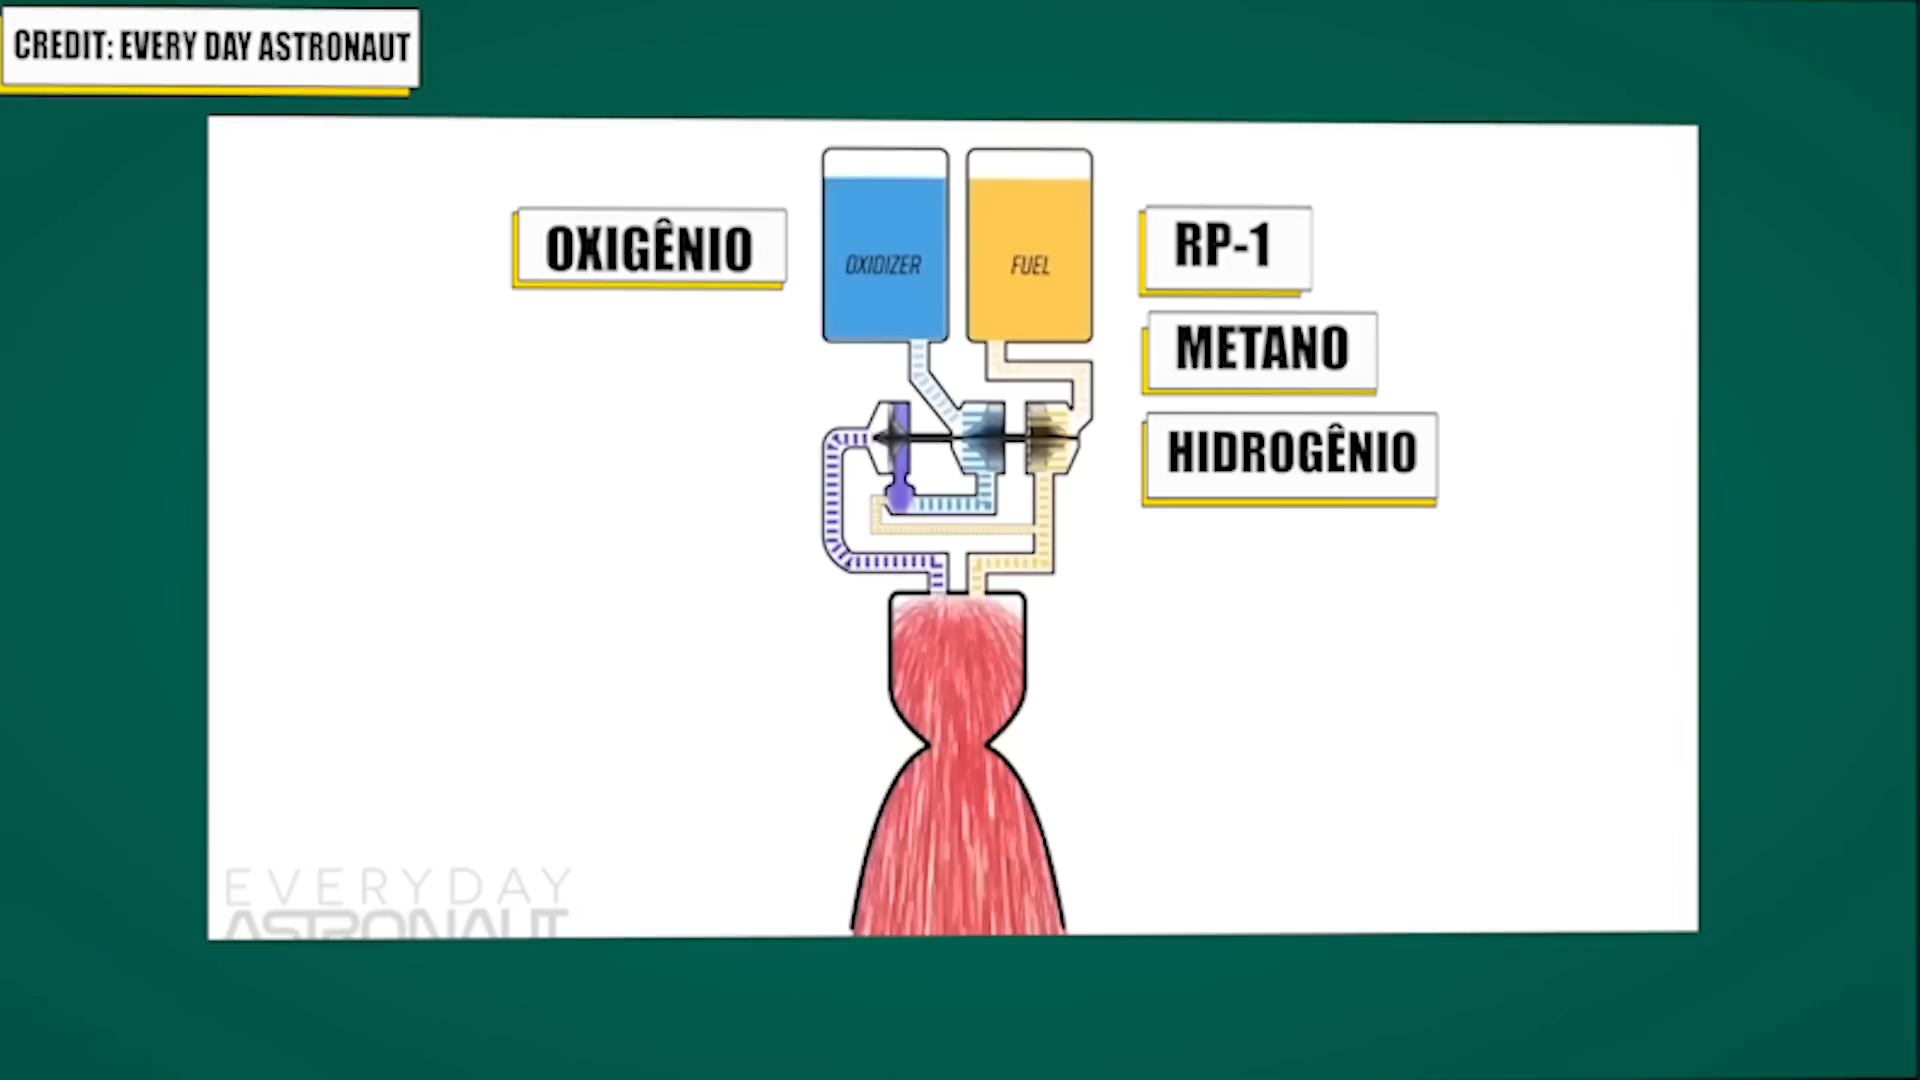 CREDIT: EVERY DAY ASTRONAUT
OXIGÊNIO
OXIDIZER
FUEL
RP-1
METANO
HIDROGÊNIO
EVERYDAY
ASTRONAUT